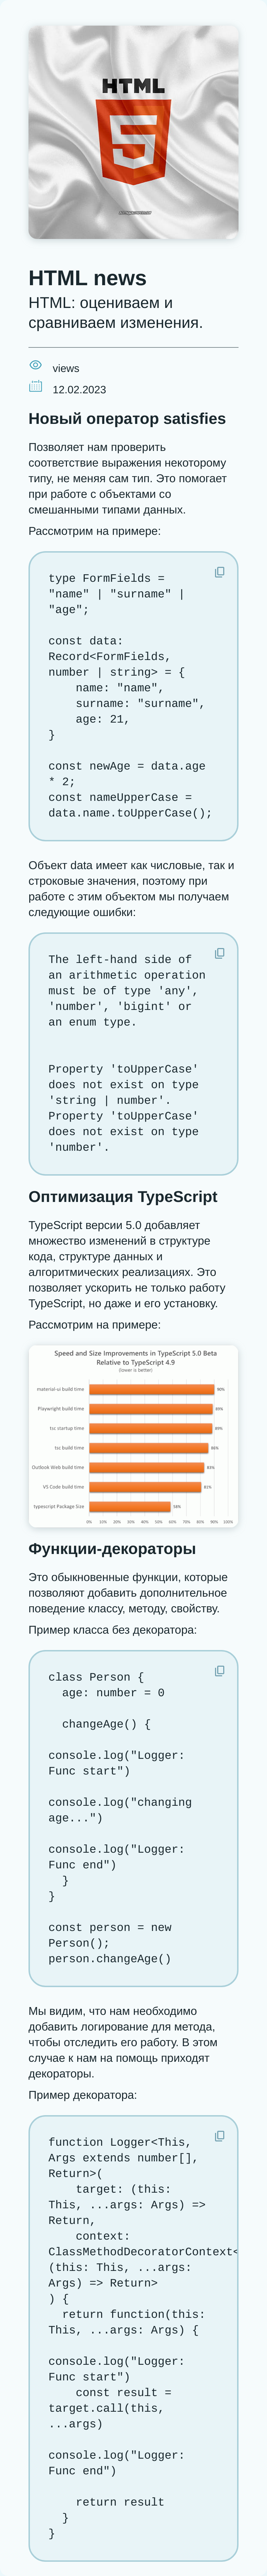 HTML
HTML news
HTML: оцениваем и
сравниваем изменения.
views
12.02.2023
Новый оператор satisfies
Позволяет нам проверить
соответствие выражения некоторому
типу, не меняя сам тип. Это помогает
при работе с объектами со
смешанными типами данных.
Рассмотрим на примере:
type FormFields =
"name" | "surname" |
"age";
const data:
Record<FormFields,
number | string> = {
    name: "name",
    surname: "surname",
    age: 21,
}
const newAge = data.age
* 2;
const nameUpperCase =
data.name.toUpperCase();
Объект data имеет как числовые, так и
строковые значения, поэтому при
работе с этим объектом мы получаем
следующие ошибки:
The left-hand side of
an arithmetic operation
must be of type 'any',
'number', 'bigint' or
an enum type.
Property 'toUpperCase'
does not exist on type
'string | number'.
Property 'toUpperCase'
does not exist on type
'number'.
Оптимизация TypeScript
TypeScript версии 5.0 добавляет
множество изменений в структуре
кода, структуре данных и
алгоритмических реализациях. Это
позволяет ускорить не только работу
TypeScript, но даже и его установку.
Рассмотрим на примере:
Speed and Size Improvements in TypeScript 5.0 Beta
Relative to TypeScript 4.9
(lower is better)
material-ui build time 90%
Playwright build time
tsc startup time
tsc build time
Outlook Web build time
VS Code build time 81%
typescript Package Size
0% 10% 20% 30% 40% 50% 60% 70% 80% 90% 100%
Функции-декораторы
Это обыкновенные функции, которые
позволяют добавить дополнительное
поведение классу, методу, свойству.
Пример класса без декоратора:
class Person {
  age: number = 0
  changeAge() {
console.log("Logger:
Func start")
console.log("changing
age...")
console.log("Logger:
Func end")
  }
}
const person = new
Person();
person.changeAge()
Мы видим, что нам необходимо
добавить логирование для метода,
чтобы отследить его работу. В этом
случае к нам на помощь приходят
декораторы.
Пример декоратора:
function Logger<This,
Args extends number[],
Return>(
    target: (this:
This, ...args: Args) =>
Return,
    context:
ClassMethodDecoratorContext<
(this: This, ...args:
Args) => Return>
) {
  return function(this:
This, ...args: Args) {
console.log("Logger:
Func start")
    const result =
target.call(this,
...args)
console.log("Logger:
Func end")
    return result
  }
}